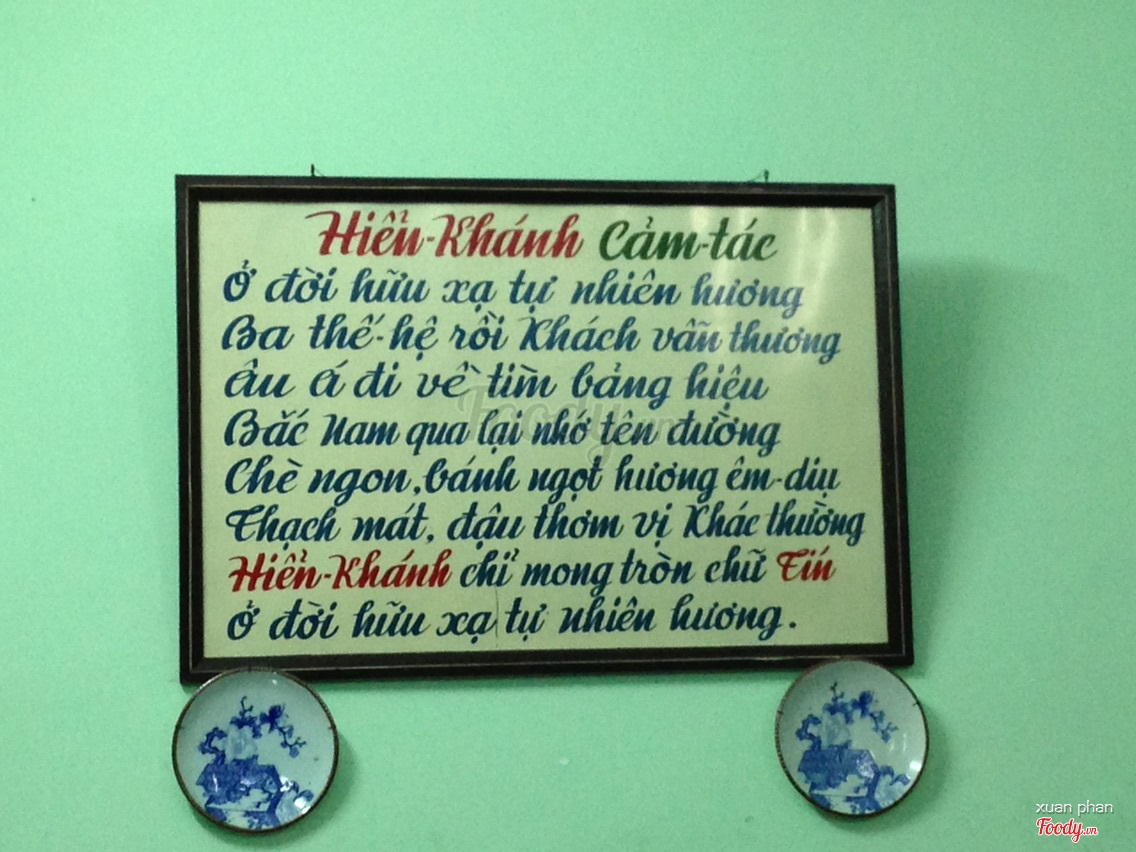 Hiển-Khánh Cảm-tác
Ở đời hữu xạ tự nhiên hương
Ba thế-hệ rồi Khách vẫn thương
Âu Á đi về tìm bảng hiệu
Bắc Nam qua lại nhớ tên đường
Chè ngon, bánh ngọt hương êm-dịu
Thạch mát, đậu thơm vị Khác thường
Hiển-Khánh chỉ mong tròn chữ Tín
Ở đời hữu xạ tự nhiên hương.
Foody.vn
xuan phan
Foody.vn